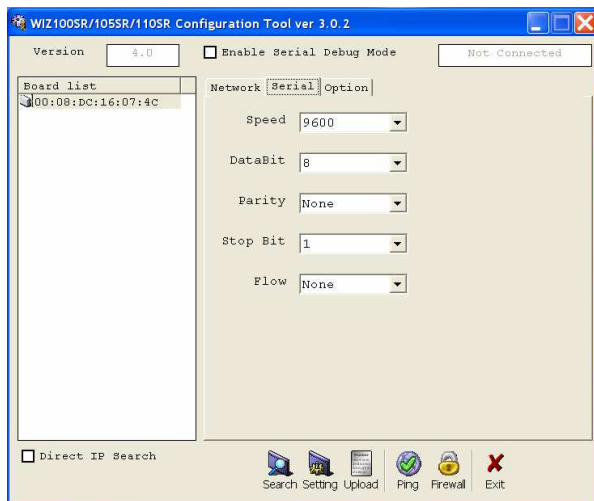 WIZ100SR/105SR/110SR Configuration Tool ver 3.0.2
Version 4.0 Enable Serial Debug Mode Not Connected
Board list
00:08:DC:16:07:4C
Network Serial Option
Speed 9600
DataBit 8
Parity None
Stop Bit 1
Flow None
Direct IP Search
Search Setting Upload Ping Firewall Exit